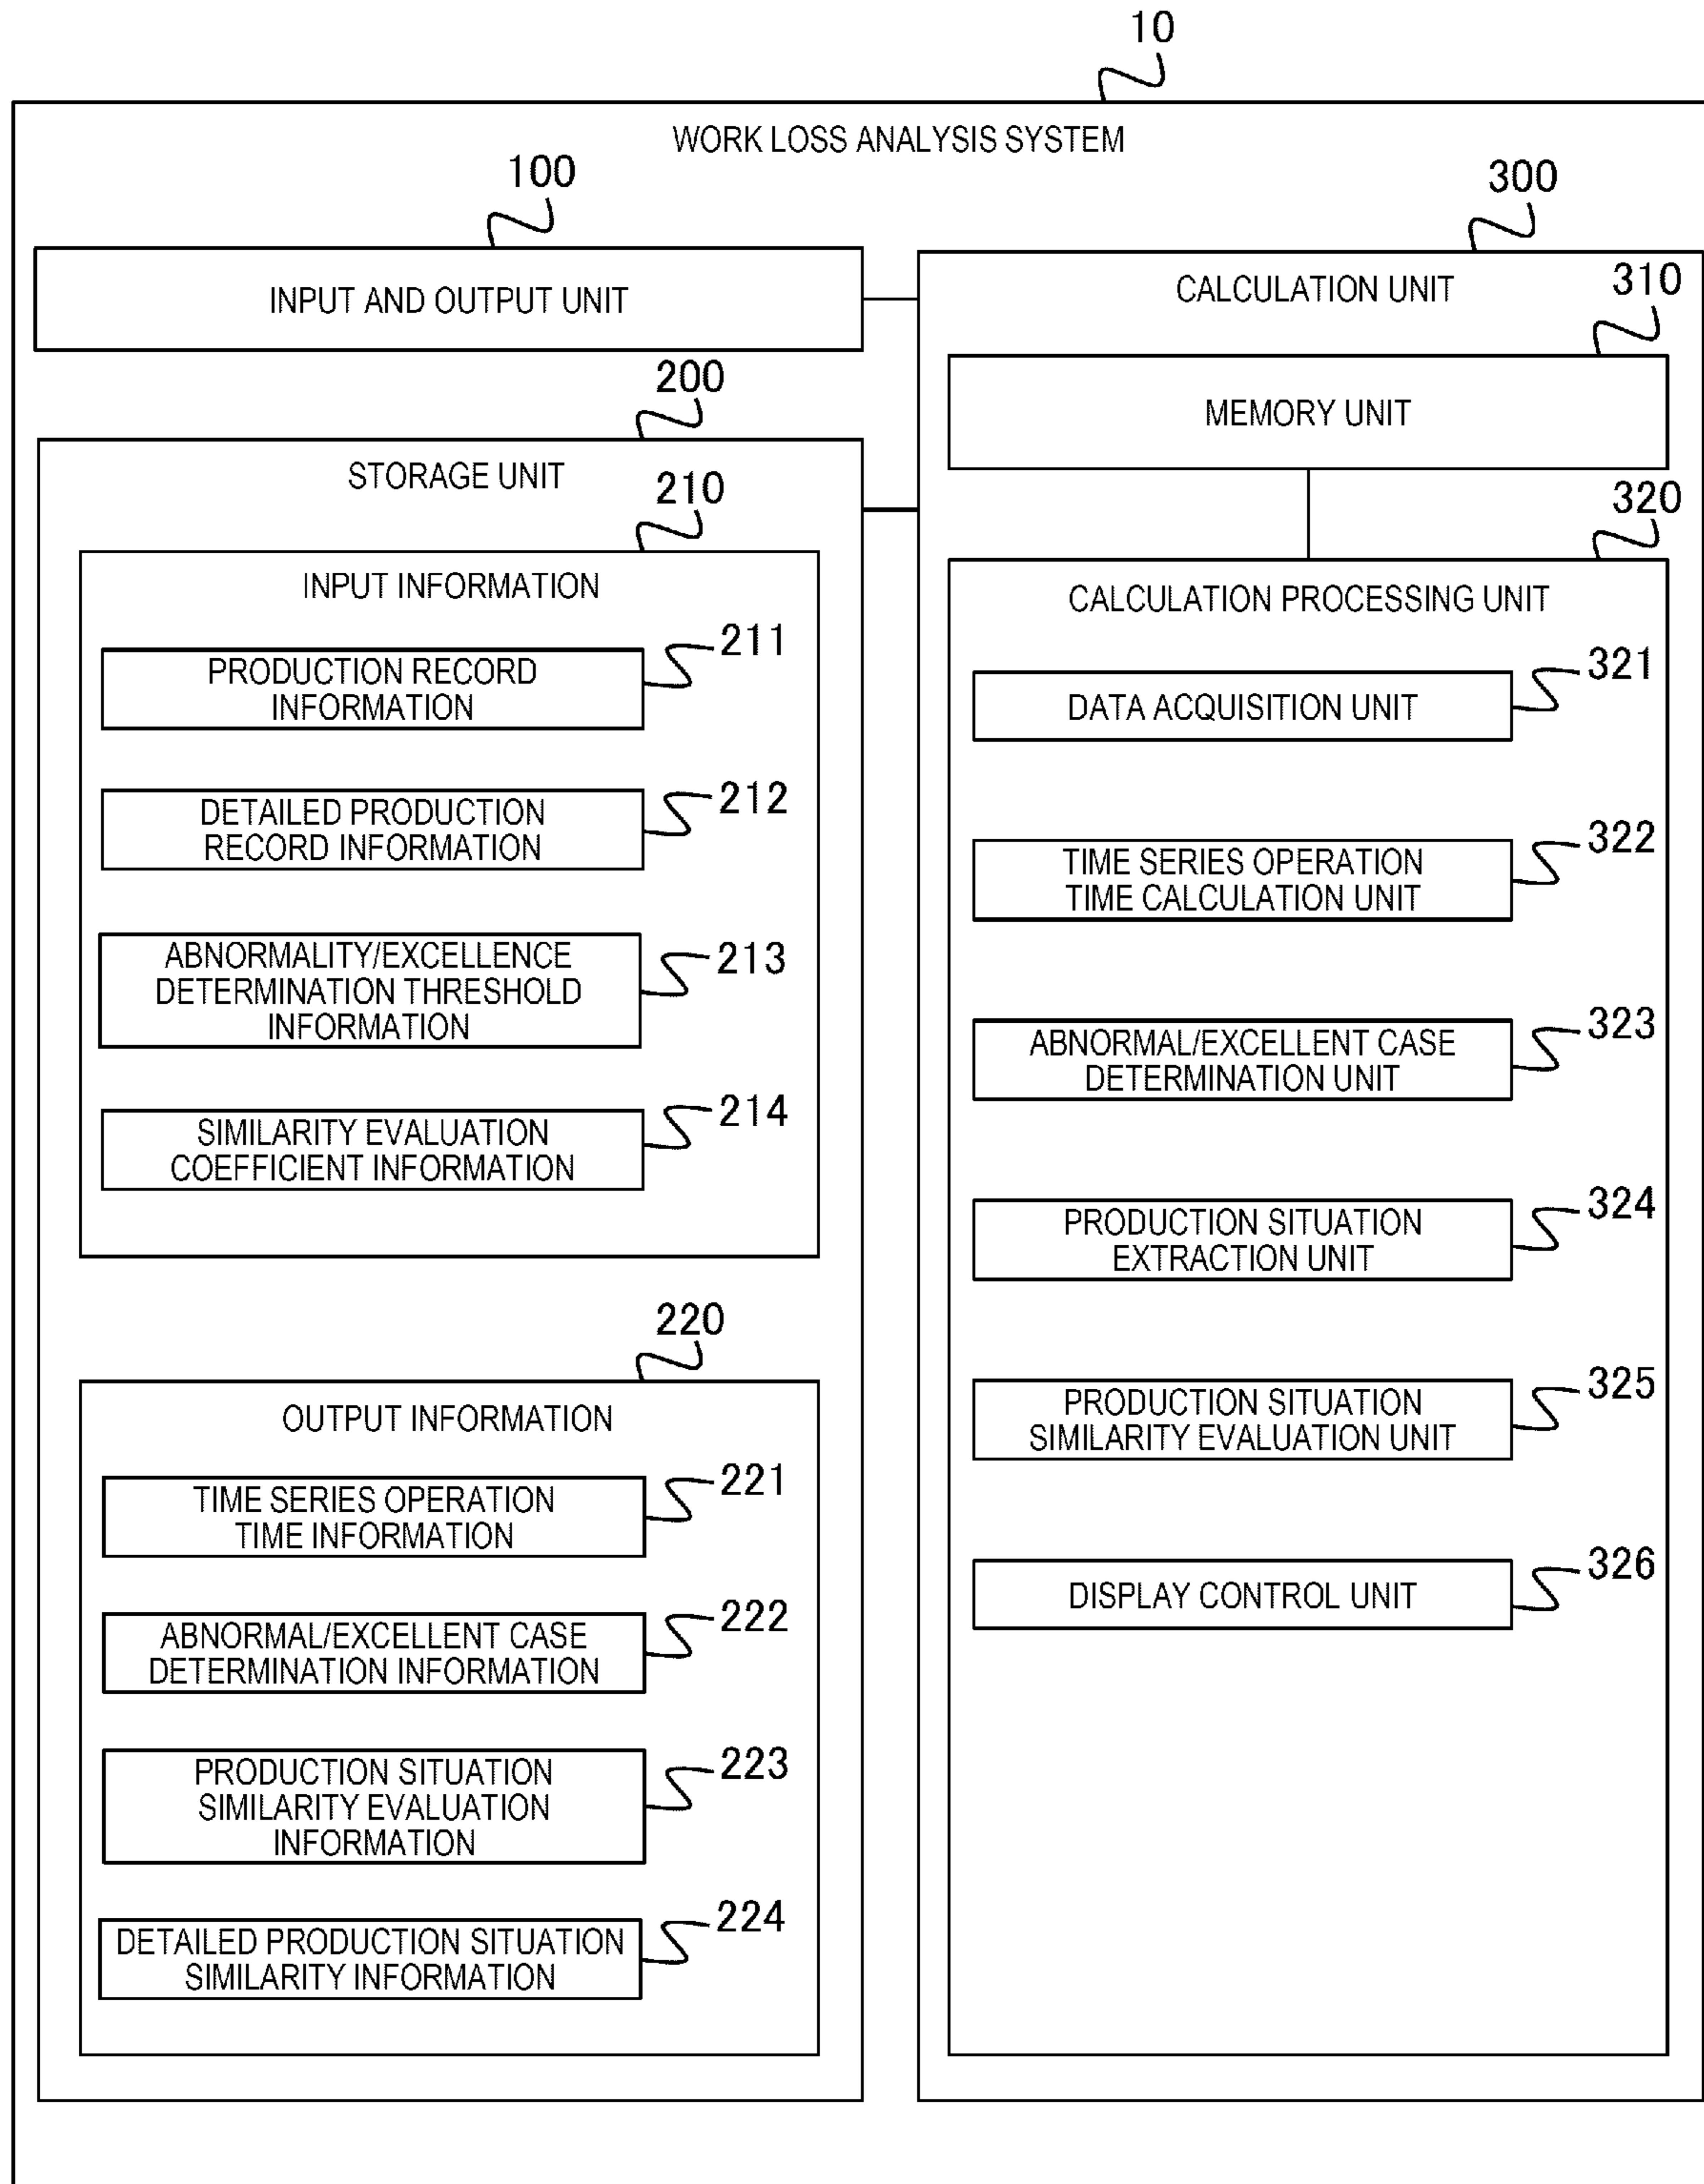 10
WORK LOSS ANALYSIS SYSTEM
100
INPUT AND OUTPUT UNIT
200
STORAGE UNIT
210
INPUT INFORMATION
211
PRODUCTION RECORD
INFORMATION
212
DETAILED PRODUCTION
RECORD INFORMATION
213
ABNORMALITY/EXCELLENCE
DETERMINATION THRESHOLD
INFORMATION
214
SIMILARITY EVALUATION
COEFFICIENT INFORMATION
220
OUTPUT INFORMATION
221
TIME SERIES OPERATION
TIME INFORMATION
222
ABNORMAL/EXCELLENT CASE
DETERMINATION INFORMATION
223
PRODUCTION SITUATION
SIMILARITY EVALUATION
INFORMATION
224
DETAILED PRODUCTION SITUATION
SIMILARITY INFORMATION
300
CALCULATION UNIT
310
MEMORY UNIT
320
CALCULATION PROCESSING UNIT
321
DATA ACQUISITION UNIT
322
TIME SERIES OPERATION
TIME CALCULATION UNIT
323
ABNORMAL/EXCELLENT CASE
DETERMINATION UNIT
324
PRODUCTION SITUATION
EXTRACTION UNIT
325
PRODUCTION SITUATION
SIMILARITY EVALUATION UNIT
326
DISPLAY CONTROL UNIT